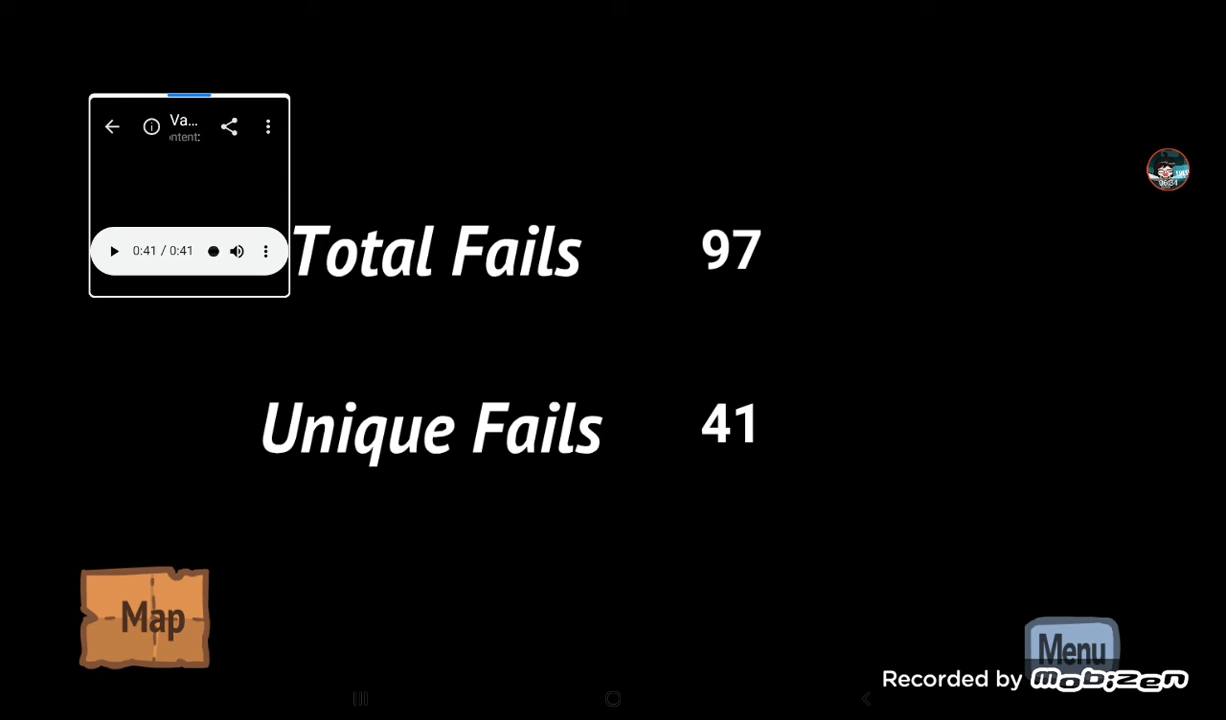 Va...
ontent:
0:41 / 0:41
Total Fails 97
Unique Fails 41
Map
Menu
Recorded by mobizen